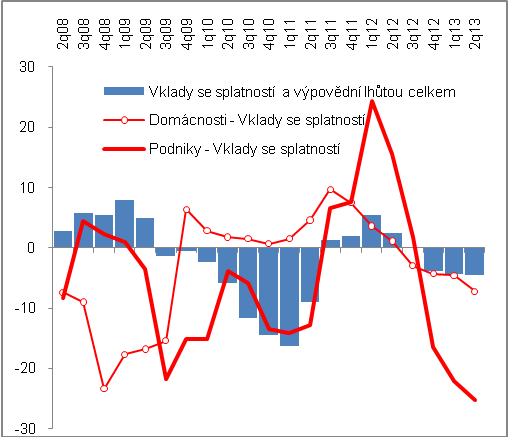 2q08 3q08 4q08 1q09 2q09 3q09 4q09 1q10 2q10 3q10 4q10 1q11 2q11 3q11 4q11 1q12 2q12 3q12 4q12 1q13 2q13
30
Vklady se splatností a výpovědní lhůtou celkem
20
Domácnosti - Vklady se splatností
Podniky - Vklady se splatností
10
0
-10
-20
-30